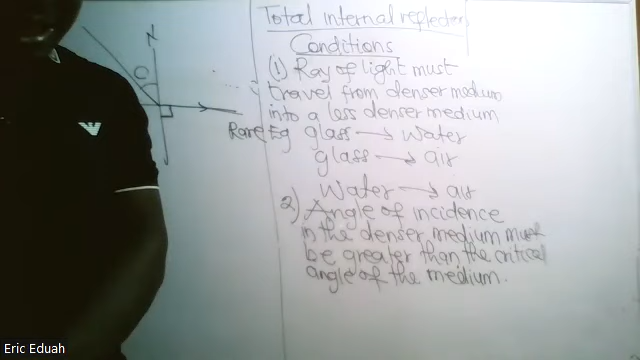 Total internal reflection
Conditions
(1) Ray of light must
travel from denser medium
into a less denser medium
Rare Eg glass → Water
glass → air
Water → air
2) Angle of incidence
in the denser medium must
be greater than the critical
angle of the medium.
N
C
Eric Eduah